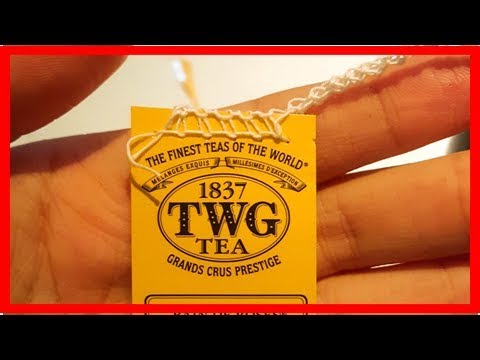 THE FINEST TEAS OF THE WORLD®
MÉLANGES EXQUIS MILLÉSIMES D'EXCEPTION
1837
TWG
TEA
GRANDS CRUS PRESTIGE